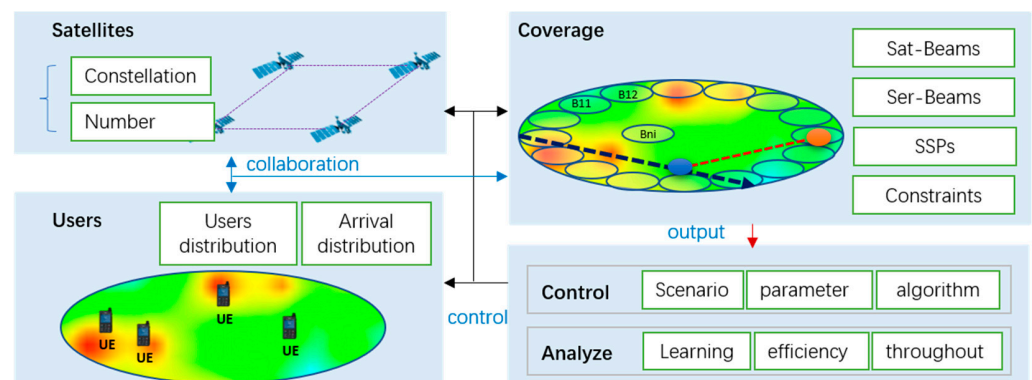 Satellites
Constellation
Number
collaboration
Users
Users
distribution
Arrival
distribution
UE
UE
UE
UE
Coverage
B11
B12
Bni
Sat-Beams
Ser-Beams
SSPs
Constraints
output
control
Control
Scenario
parameter
algorithm
Analyze
Learning
efficiency
throughout